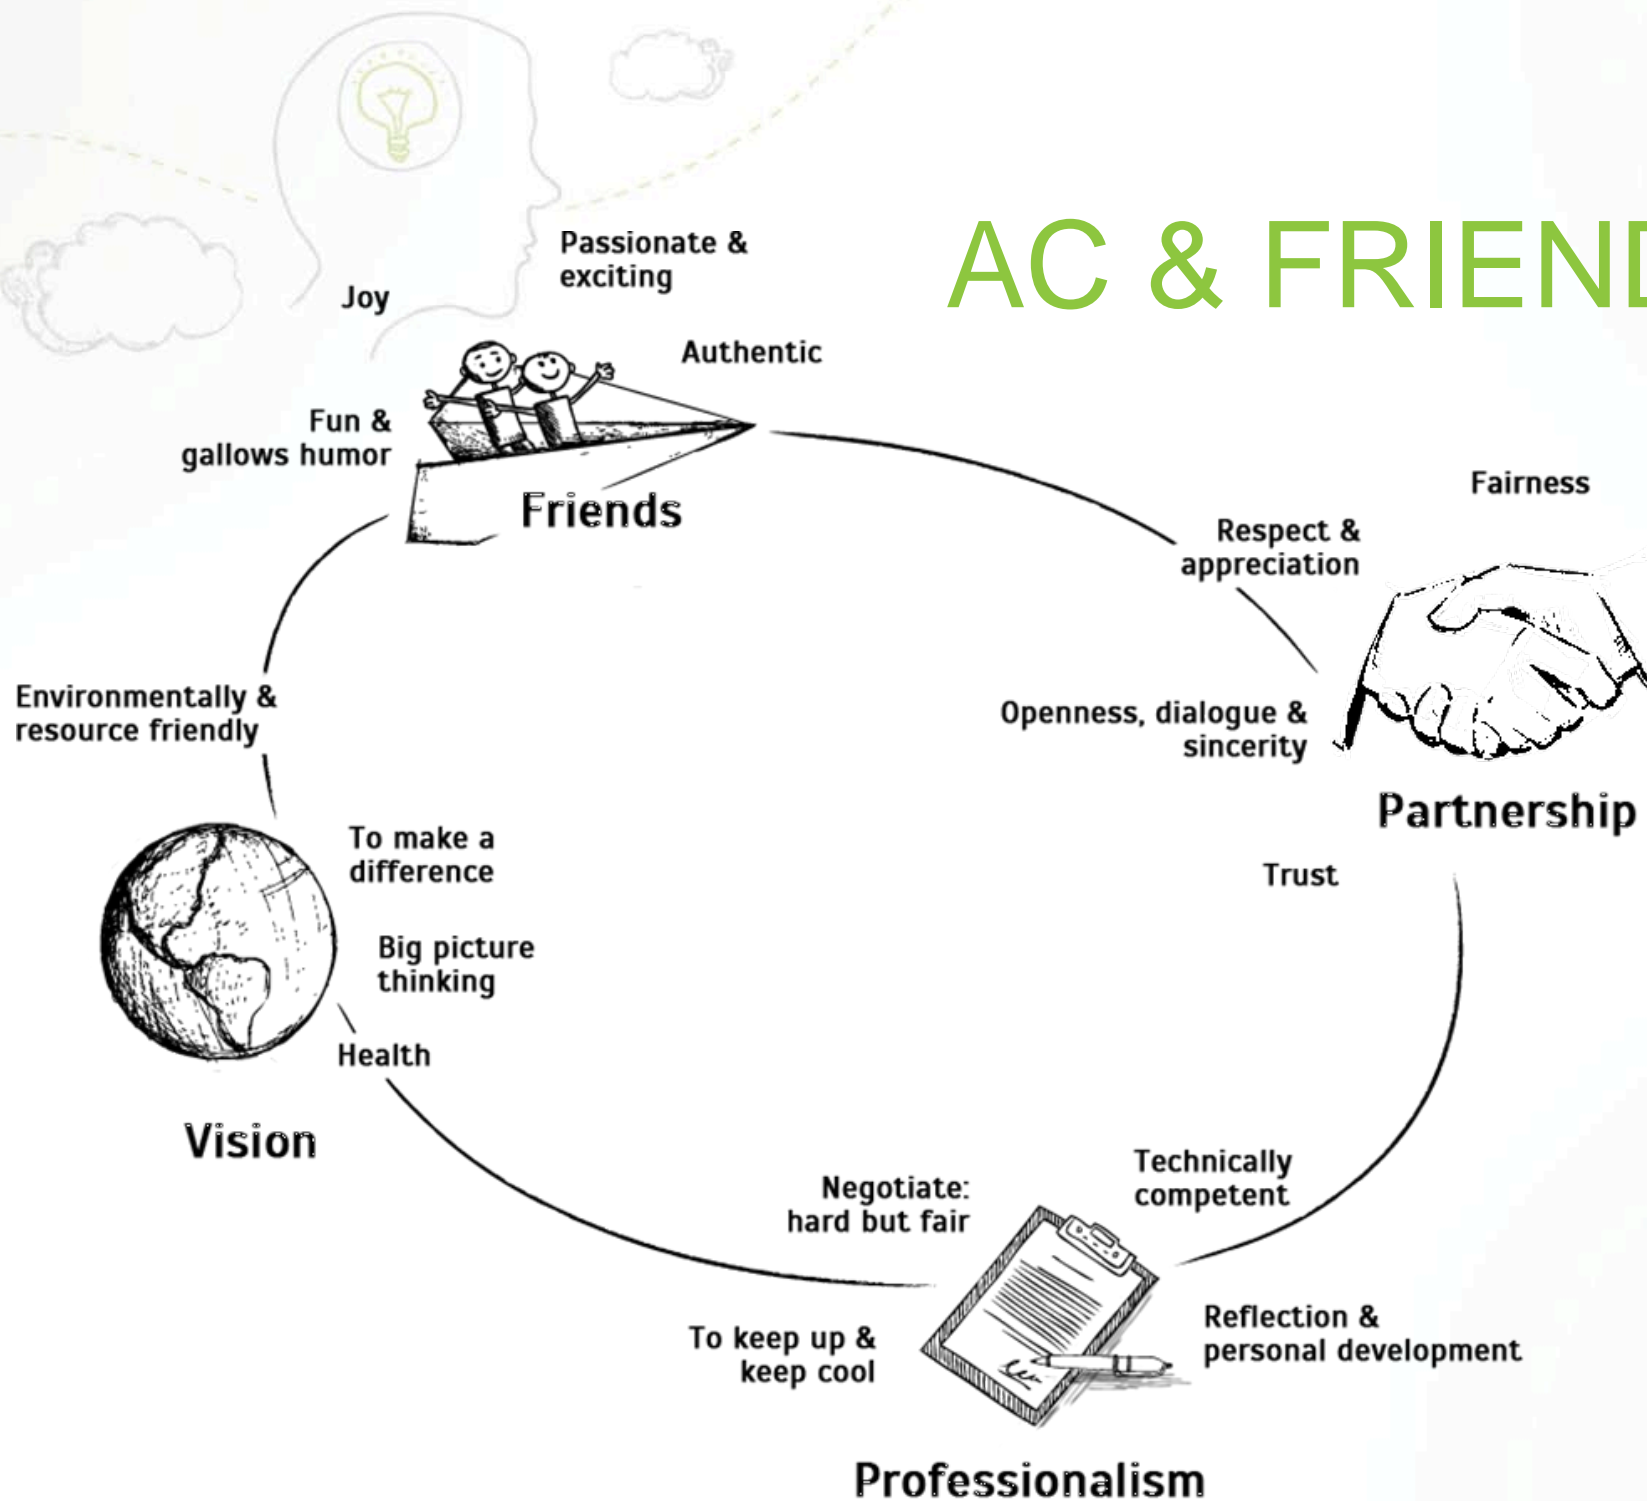 AC & FRIEND
Passionate &
exciting
Joy
Authentic
Fun &
gallows humor
Friends
Fairness
Respect &
appreciation
Openness, dialogue &
sincerity
Partnership
Trust
Environmentally &
resource friendly
To make a
difference
Big picture
thinking
Health
Vision
Negotiate:
hard but fair
Technically
competent
To keep up &
keep cool
Reflection &
personal development
Professionalism